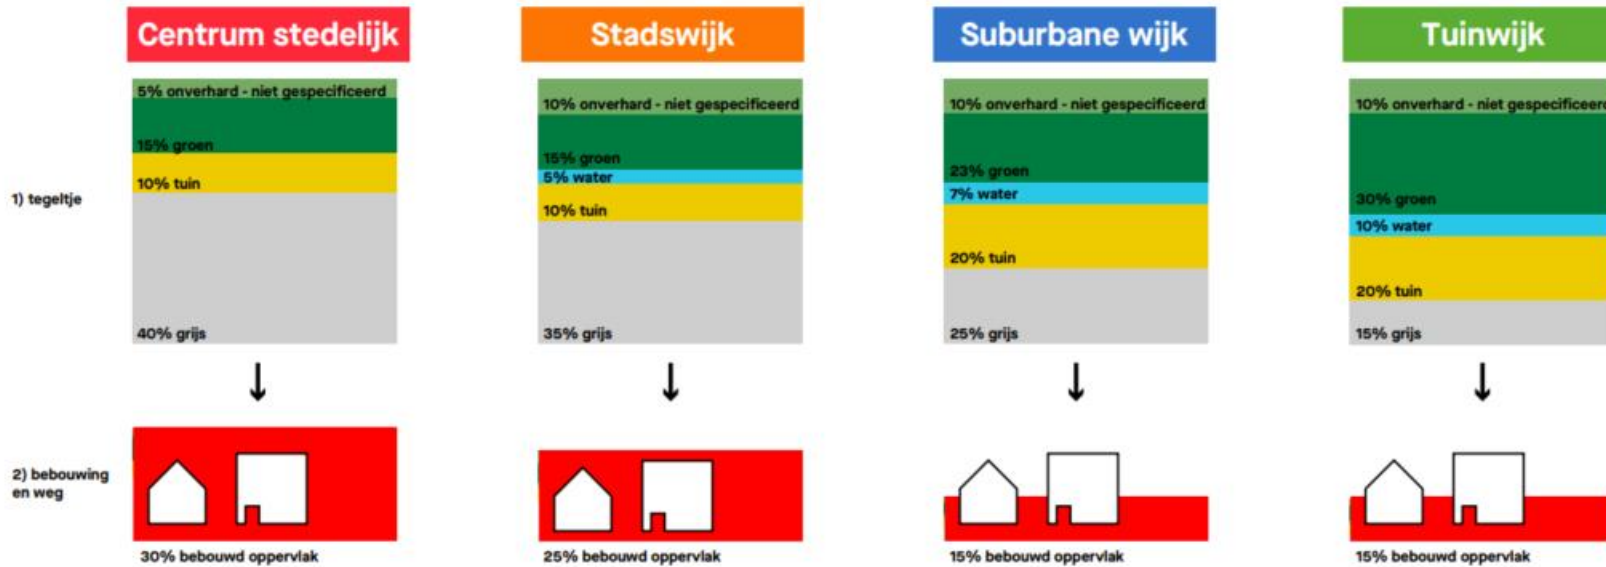 Centrum stedelijk
Stadswijk
Suburbane wijk
Tuinwijk
1) tegeltje
5% onverhard - niet gespecificeerd
15% groen
10% tuin
40% grijs
10% onverhard - niet gespecificeerd
15% groen
5% water
10% tuin
35% grijs
10% onverhard - niet gespecificeerd
23% groen
7% water
20% tuin
25% grijs
10% onverhard - niet gespecificeerd
30% groen
10% water
20% tuin
15% grijs
2) bebouwing
en weg
30% bebouwd oppervlak
25% bebouwd oppervlak
15% bebouwd oppervlak
15% bebouwd oppervlak